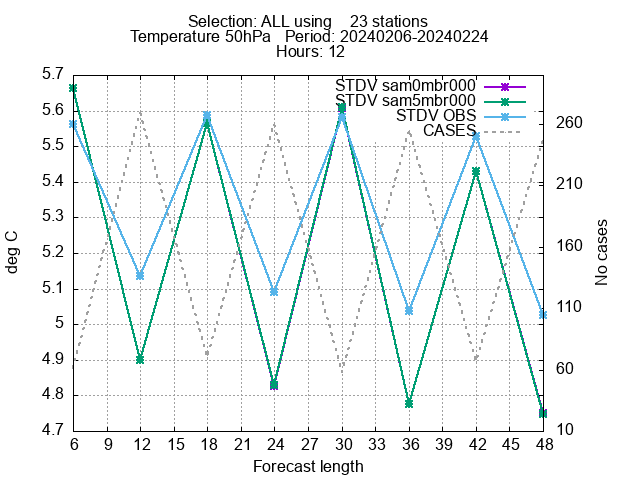 Selection: ALL using    23 stations
Temperature 50hPa   Period: 20240206-20240224
Hours: 12
STDV sam0mbr000
STDV sam5mbr000
STDV OBS
CASES
5.7
5.6
5.5
5.4
5.3
5.2
5.1
5
4.9
4.8
4.7
deg C
260
210
160
110
60
10
No cases
6 9 12 15 18 21 24 27 30 33 36 39 42 45 48
Forecast length